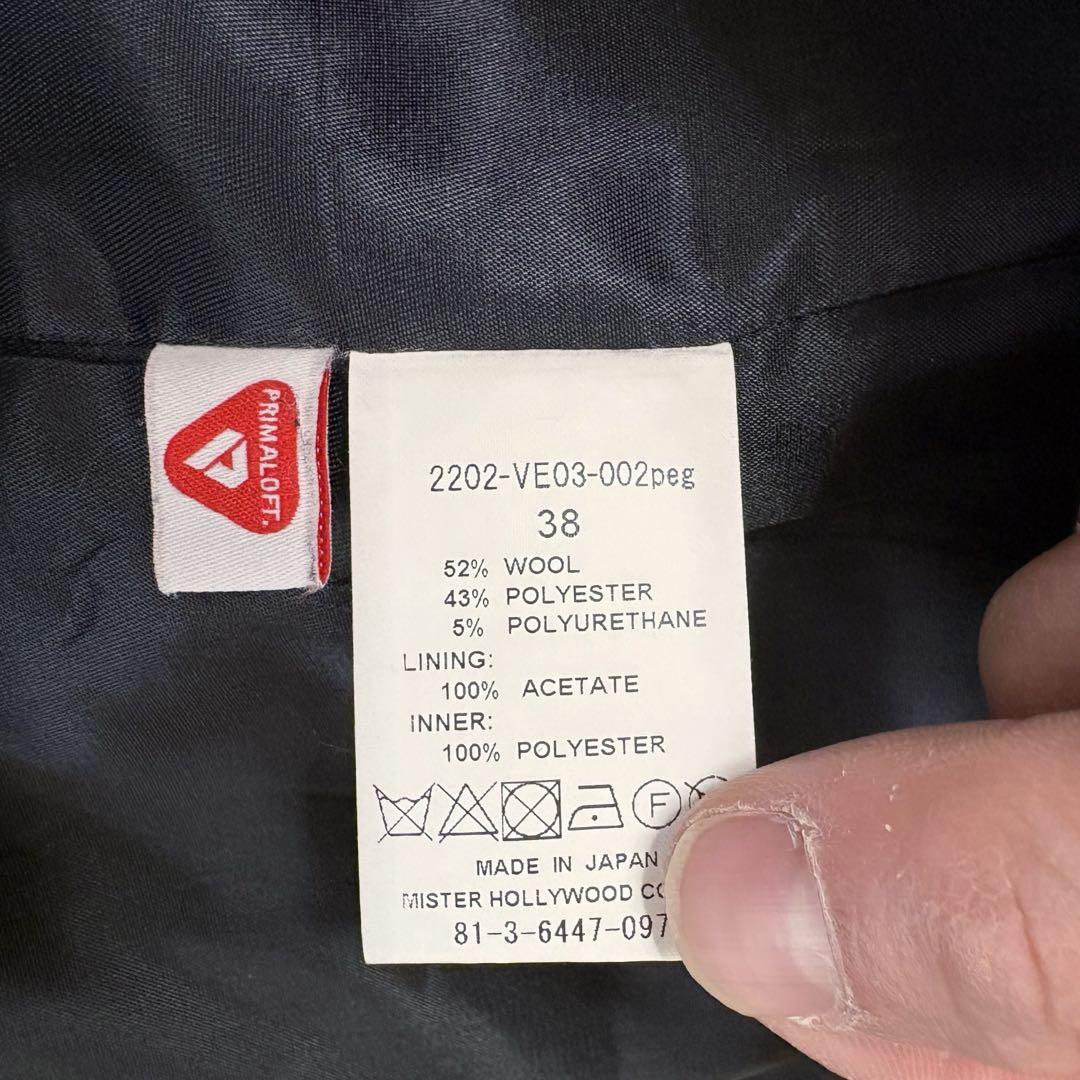 PRIMALOFT.
2202-VE03-002peg
38
52% WOOL
43% POLYESTER
5% POLYURETHANE
LINING:
100% ACETATE
INNER:
100% POLYESTER
F
MADE IN JAPAN
MISTER HOLLYWOOD
81-3-6447-097